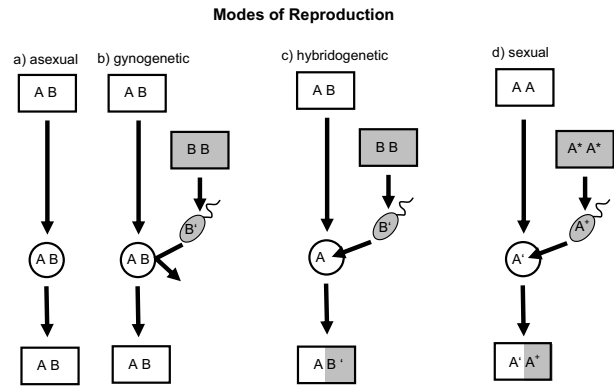 Modes of Reproduction
a) asexual b) gynogenetic c) hybridogenetic d) sexual
A B A B A B A A
B B B B A* A*
B‘ B‘ A⁺
A B A B A A‘
A B A B A B ‘ A‘ A⁺